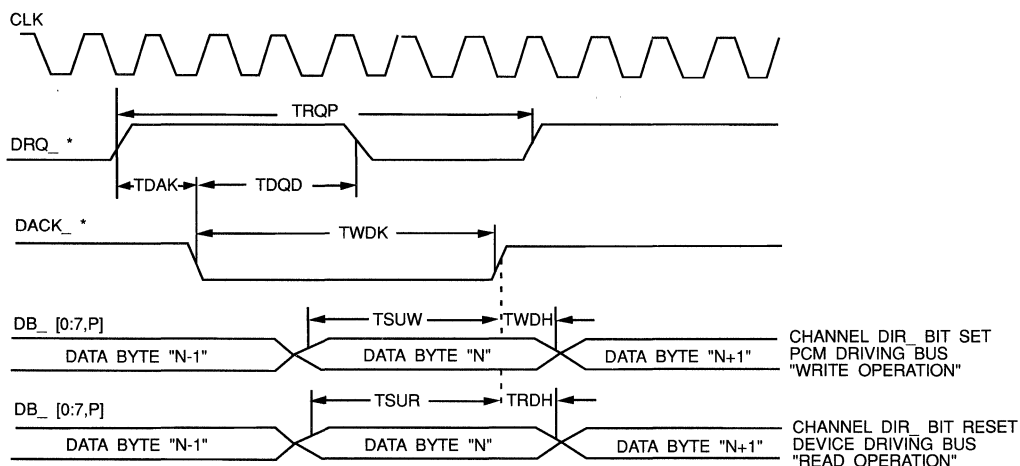 CLK
TRQP
DRQ_ *
TDAK
TDQD
DACK_ *
TWDK
DB_ [0:7,P]
TSUW
TWDH
DATA BYTE "N-1"
DATA BYTE "N"
DATA BYTE "N+1"
CHANNEL DIR_ BIT SET
PCM DRIVING BUS
"WRITE OPERATION"
DB_ [0:7,P]
TSUR
TRDH
DATA BYTE "N-1"
DATA BYTE "N"
DATA BYTE "N+1"
CHANNEL DIR_ BIT RESET
DEVICE DRIVING BUS
"READ OPERATION"